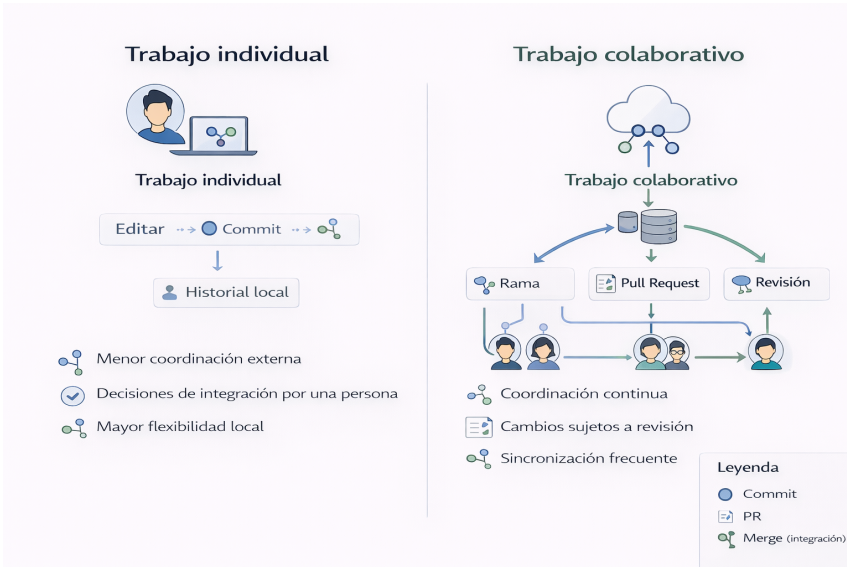 Trabajo individual
Trabajo individual
Editar Commit
Historial local
Menor coordinación externa
Decisiones de integración por una persona
Mayor flexibilidad local
Trabajo colaborativo
Trabajo colaborativo
Rama Pull Request Revisión
Coordinación continua
Cambios sujetos a revisión
Sincronización frecuente
Leyenda
Commit
PR
Merge (integración)